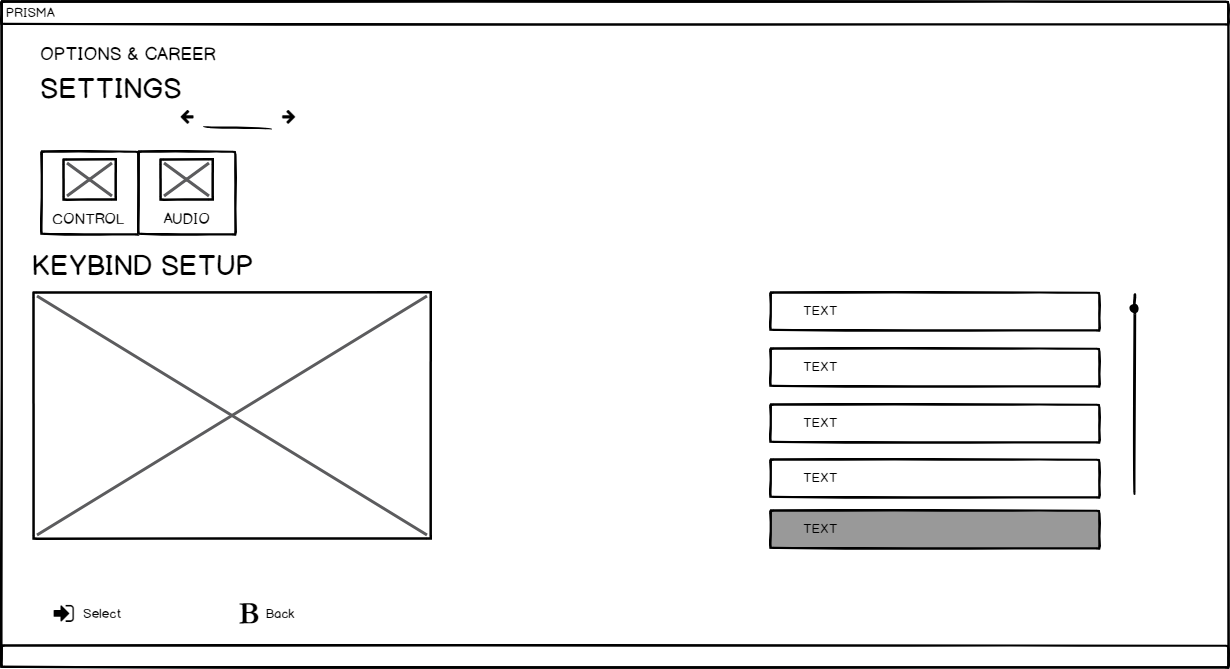 PRISMA
OPTIONS & CAREER
SETTINGS
CONTROL
AUDIO
KEYBIND SETUP
TEXT
TEXT
TEXT
TEXT
TEXT
Select
B Back